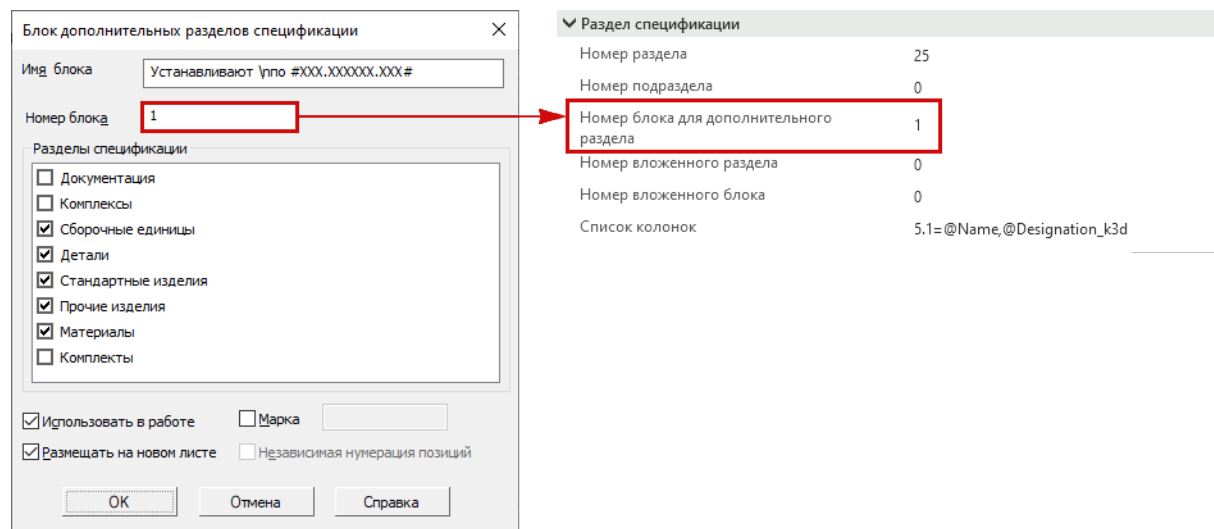 Блок дополнительных разделов спецификации
Имя блока
Устанавливают \nпо #XXX.XXXXXX.XXX#
Номер блока
1
Разделы спецификации
Документация
Комплексы
Сборочные единицы
Детали
Стандартные изделия
Прочие изделия
Материалы
Комплекты
Использовать в работе
Марка
Размещать на новом листе
Независимая нумерация позиций
ОК
Отмена
Справка
Раздел спецификации
Номер раздела 25
Номер подраздела 0
Номер блока для дополнительного
раздела 1
Номер вложенного раздела 0
Номер вложенного блока 0
Список колонок 5.1=@Name,@Designation_k3d